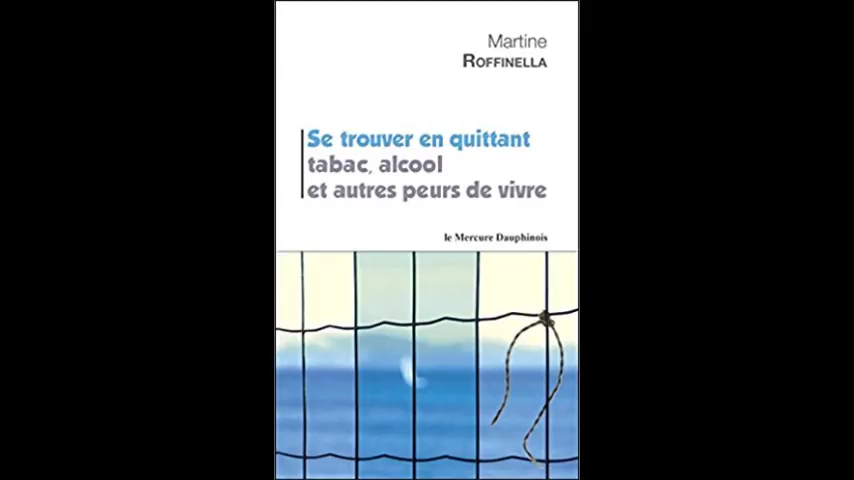 Martine
ROFFINELLA
Se trouver en quittant
tabac, alcool
et autres peurs de vivre
le Mercure Dauphinois